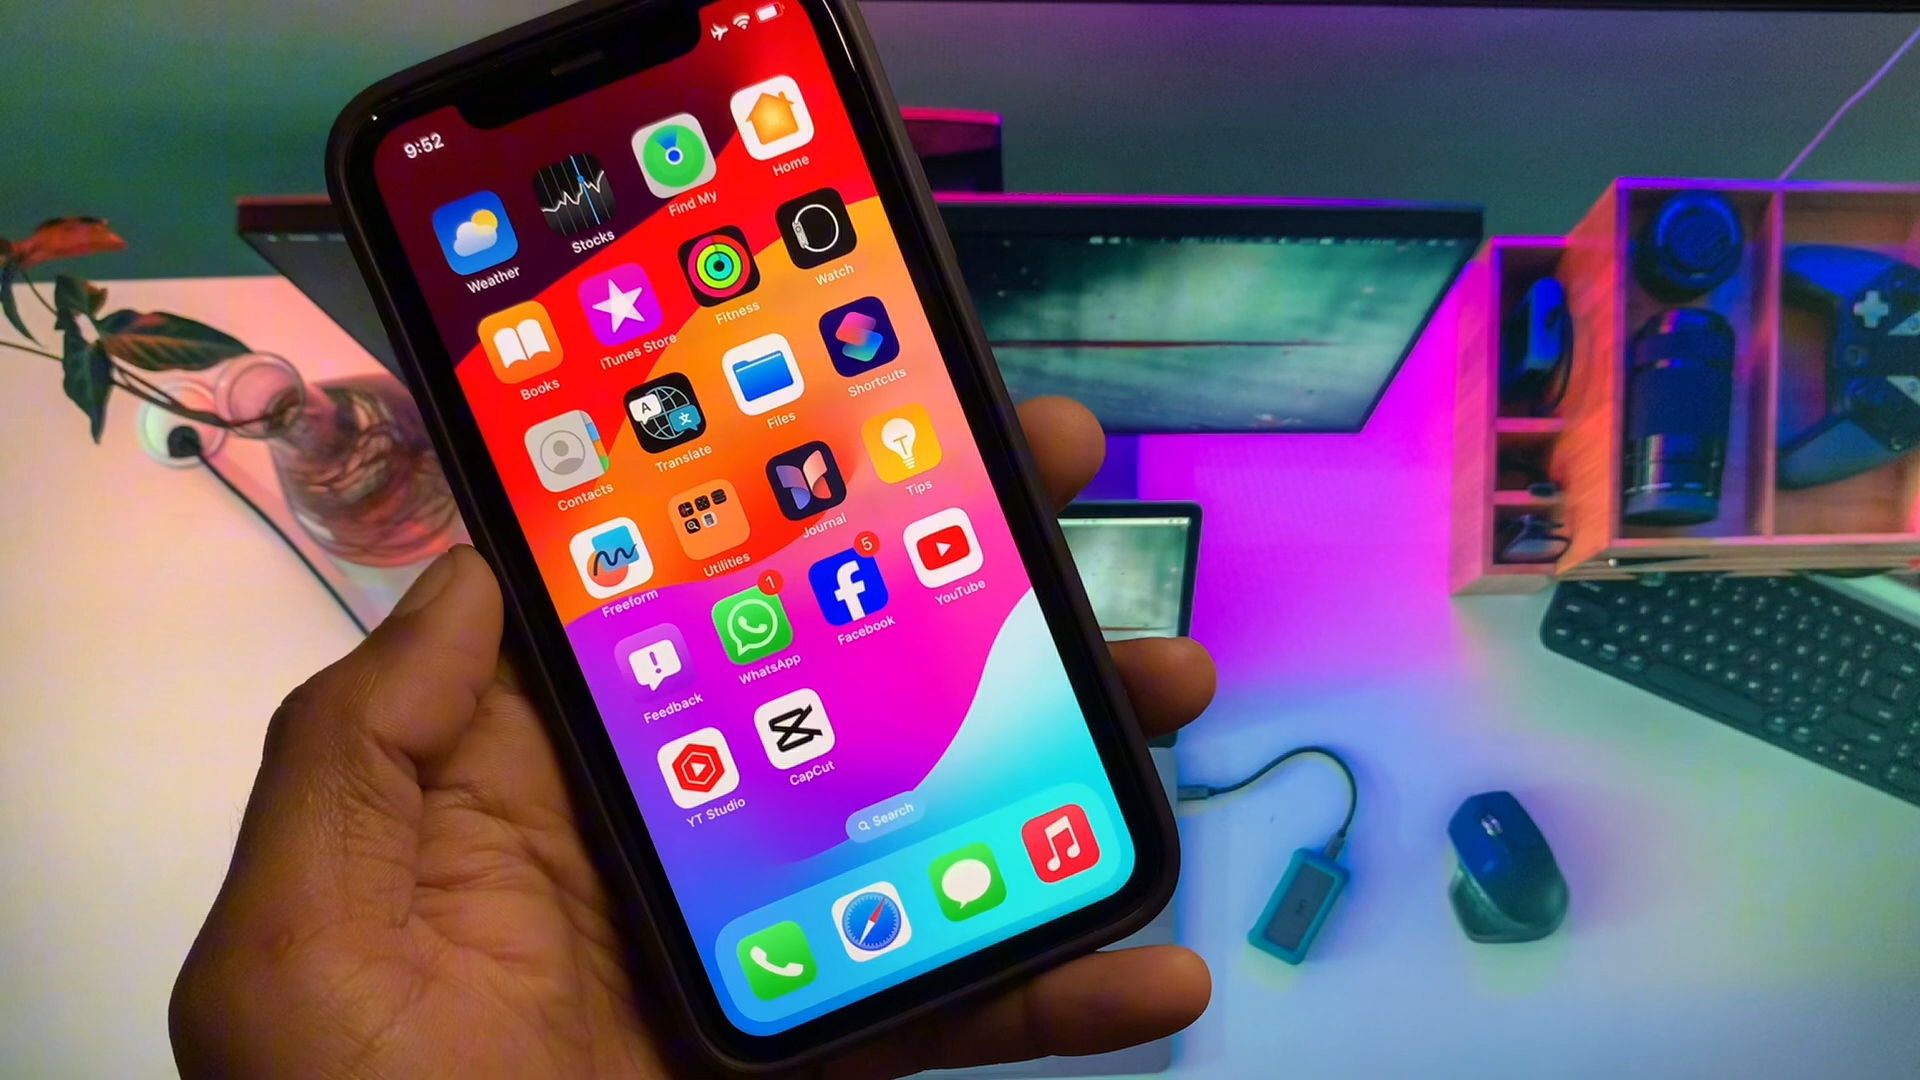 9:52
Weather
Stocks
Find My
Home
Books
iTunes Store
Fitness
Watch
Contacts
Translate
Files
Shortcuts
Freeform
Utilities
Journal
Tips
Feedback
1
WhatsApp
5
Facebook
YouTube
YT Studio
CapCut
Search